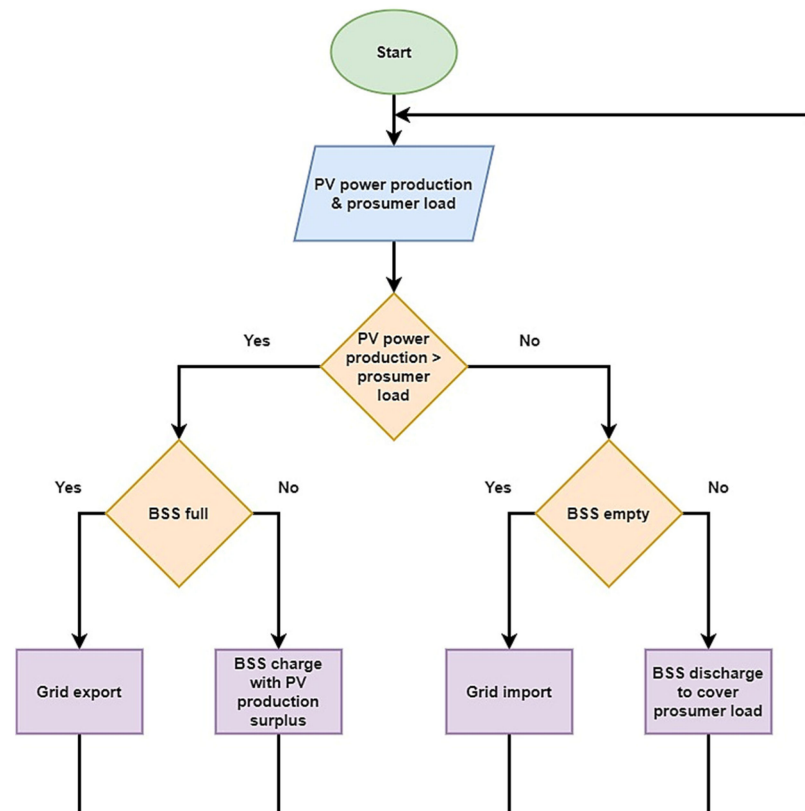 Start
PV power production
& prosumer load
Yes
PV power
production >
prosumer
load
No
Yes
BSS full
No
Yes
BSS empty
No
Grid export
BSS charge
with PV
production
surplus
Grid import
BSS discharge
to cover
prosumer load